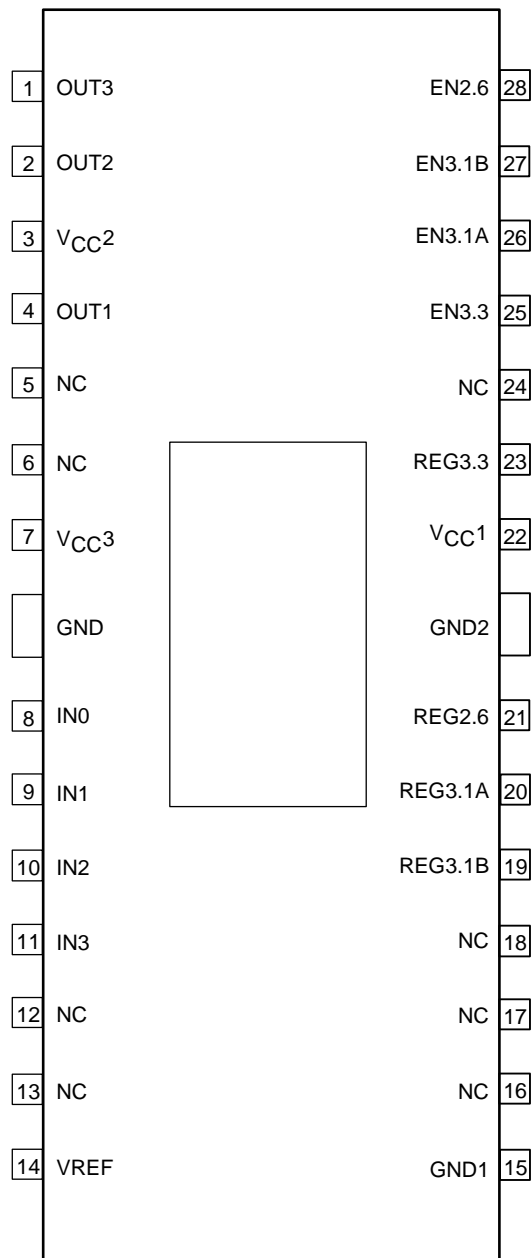 1 OUT3 EN2.6 28
2 OUT2 EN3.1B 27
3 VCC2 EN3.1A 26
4 OUT1 EN3.3 25
5 NC NC 24
6 NC REG3.3 23
7 VCC3 VCC1 22
GND GND2
8 IN0 REG2.6 21
9 IN1 REG3.1A 20
10 IN2 REG3.1B 19
11 IN3 NC 18
12 NC NC 17
13 NC NC 16
14 VREF GND1 15